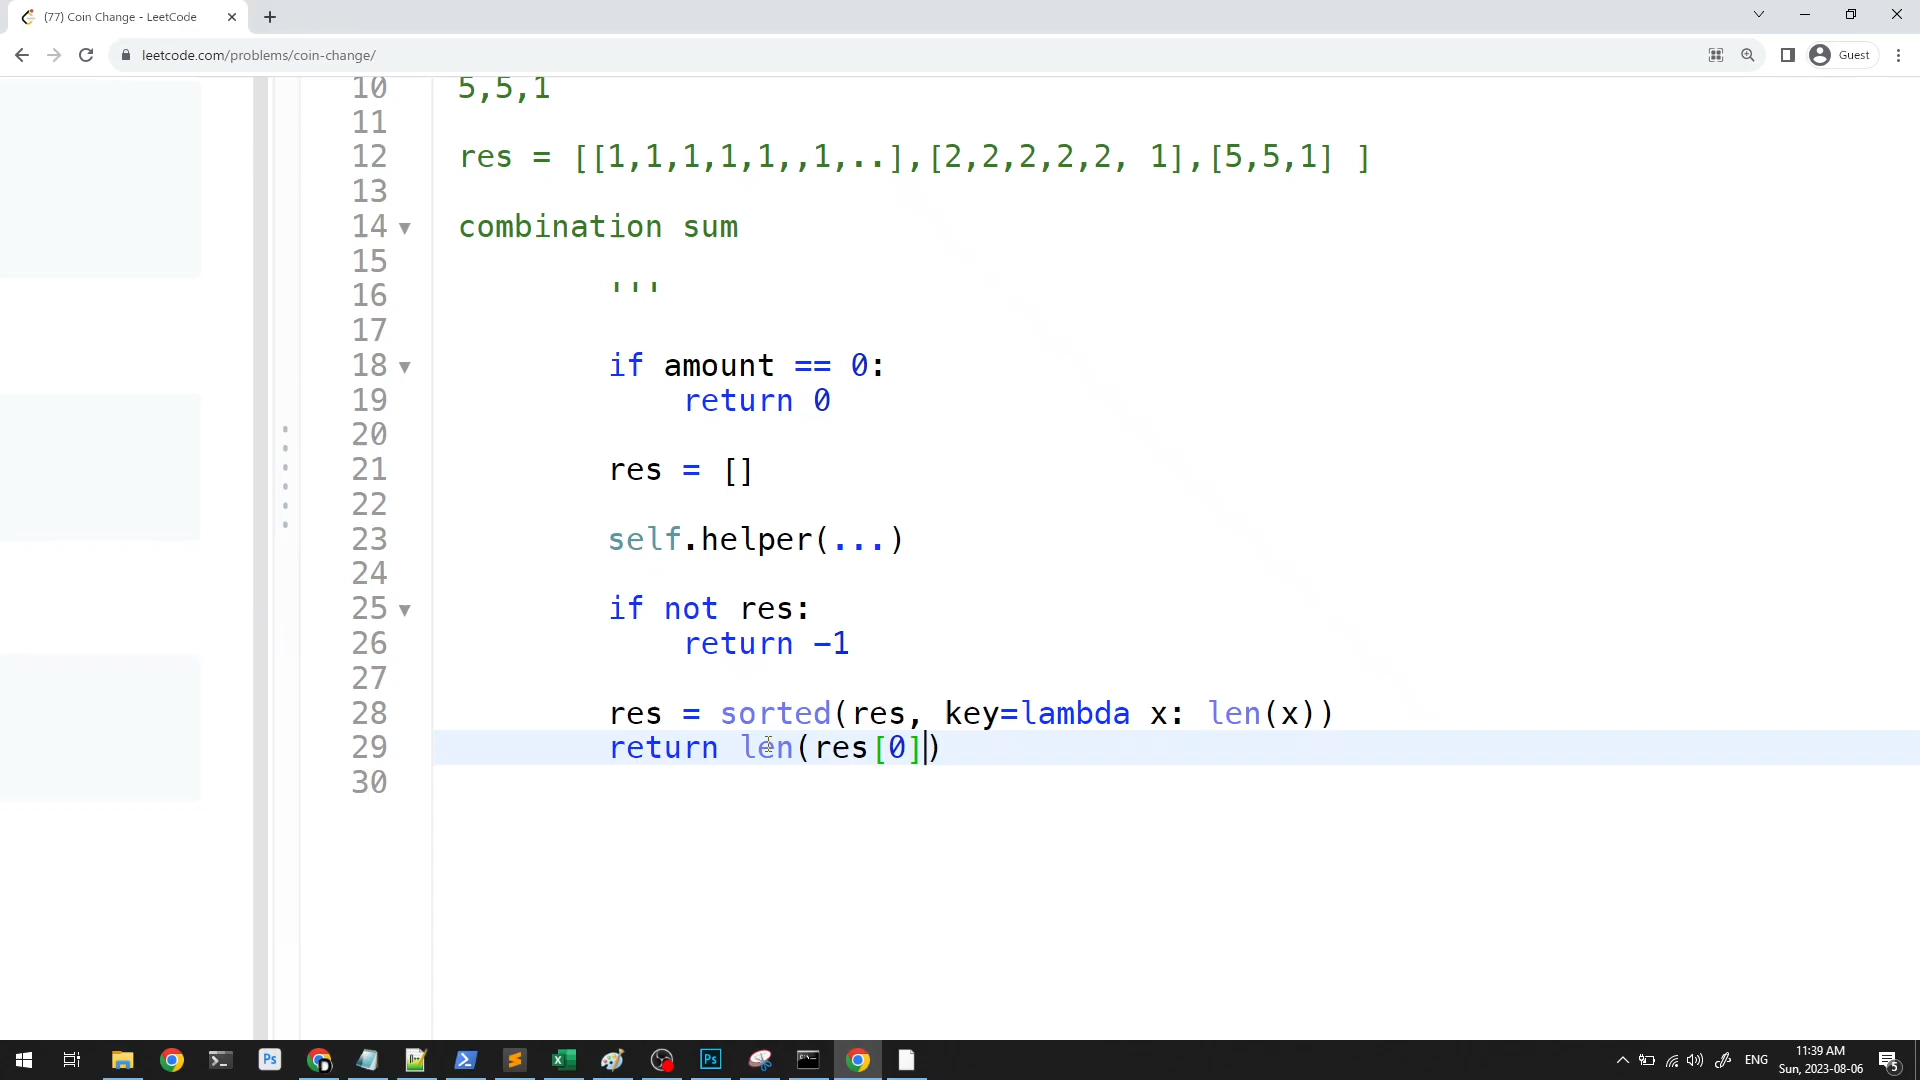 (77) Coin Change - LeetCode
leetcode.com/problems/coin-change/
Guest
10 5,5,1
11
12 res = [[1,1,1,1,1,,1,..],[2,2,2,2,2, 1],[5,5,1] ]
13
14 combination sum
15
16 '''
17
18 if amount == 0:
19 return 0
20
21 res = []
22
23 self.helper(...)
24
25 if not res:
26 return -1
27
28 res = sorted(res, key=lambda x: len(x))
29 return len(res[0])
30
Ps
Ps
ENG
11:39 AM
Sun, 2023-08-06
5